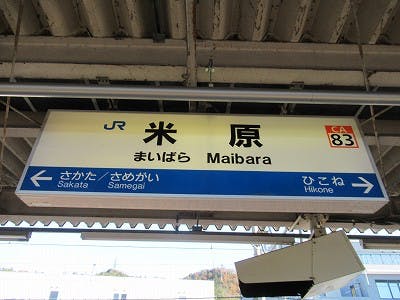 JR 米原 CA 83
まいばら Maibara
← さかた／さめがい ひこね →
Sakata Samegai Hikone